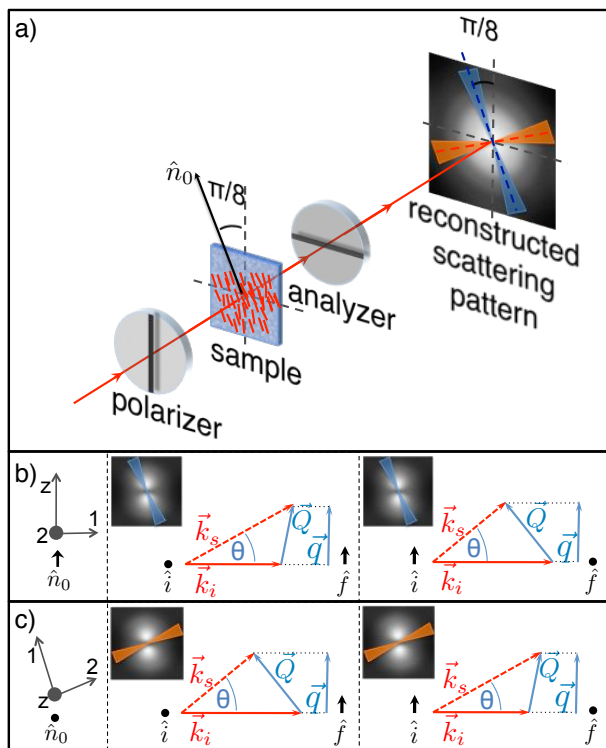 a)
π/8
n̂₀
π/8
reconstructed
scattering
pattern
analyzer
sample
polarizer
b)
z
1
2
n̂₀
k⃗ₛ
Q⃗
θ
q⃗
î
k⃗ᵢ
f̂
k⃗ₛ
Q⃗
θ
q⃗
î
k⃗ᵢ
f̂
c)
1
2
z
n̂₀
k⃗ₛ
Q⃗
θ
q⃗
î
k⃗ᵢ
f̂
k⃗ₛ
Q⃗
θ
q⃗
î
k⃗ᵢ
f̂